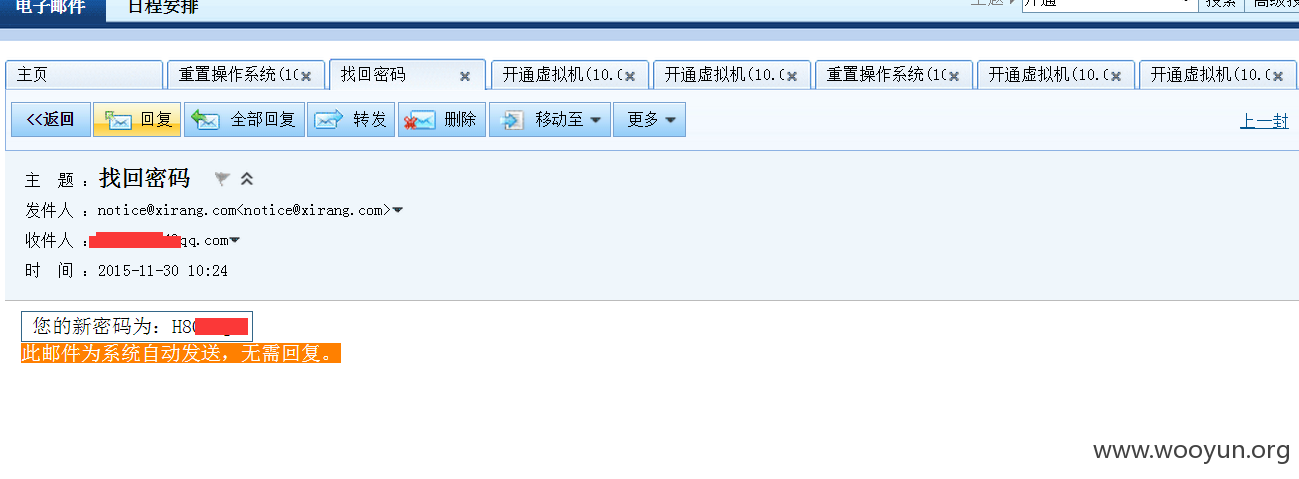 电子邮件 日程安排 主题 开通 搜索 高级搜
主页 重置操作系统(10 找回密码 开通虚拟机(10.0 开通虚拟机(10.0 重置操作系统(10 开通虚拟机(10.0 开通虚拟机(10.0
<<返回 回复 全部回复 转发 删除 移动至 更多 上一封
主 题 : 找回密码
发件人 : notice@xirang.com<notice@xirang.com>
收件人 : qq.com
时 间 : 2015-11-30 10:24
您的新密码为: H8
此邮件为系统自动发送，无需回复。
www.wooyun.org